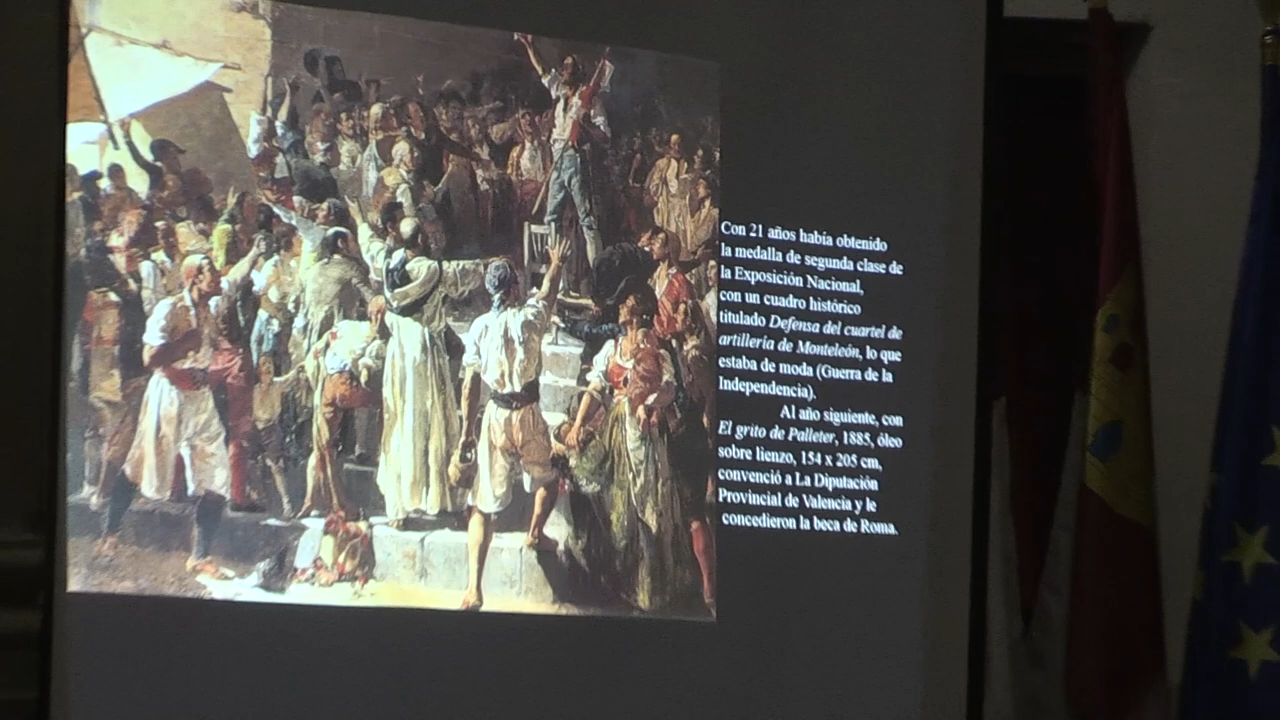 Con 21 años había obtenido
la medalla de segunda clase de
la Exposición Nacional,
con un cuadro histórico
titulado Defensa del cuartel de
artillería de Monteleón, lo que
estaba de moda (Guerra de la
Independencia).
Al año siguiente, con
El grito de Palleter, 1885, óleo
sobre lienzo, 154 x 205 cm,
convenció a La Diputación
Provincial de Valencia y le
concedieron la beca de Roma.